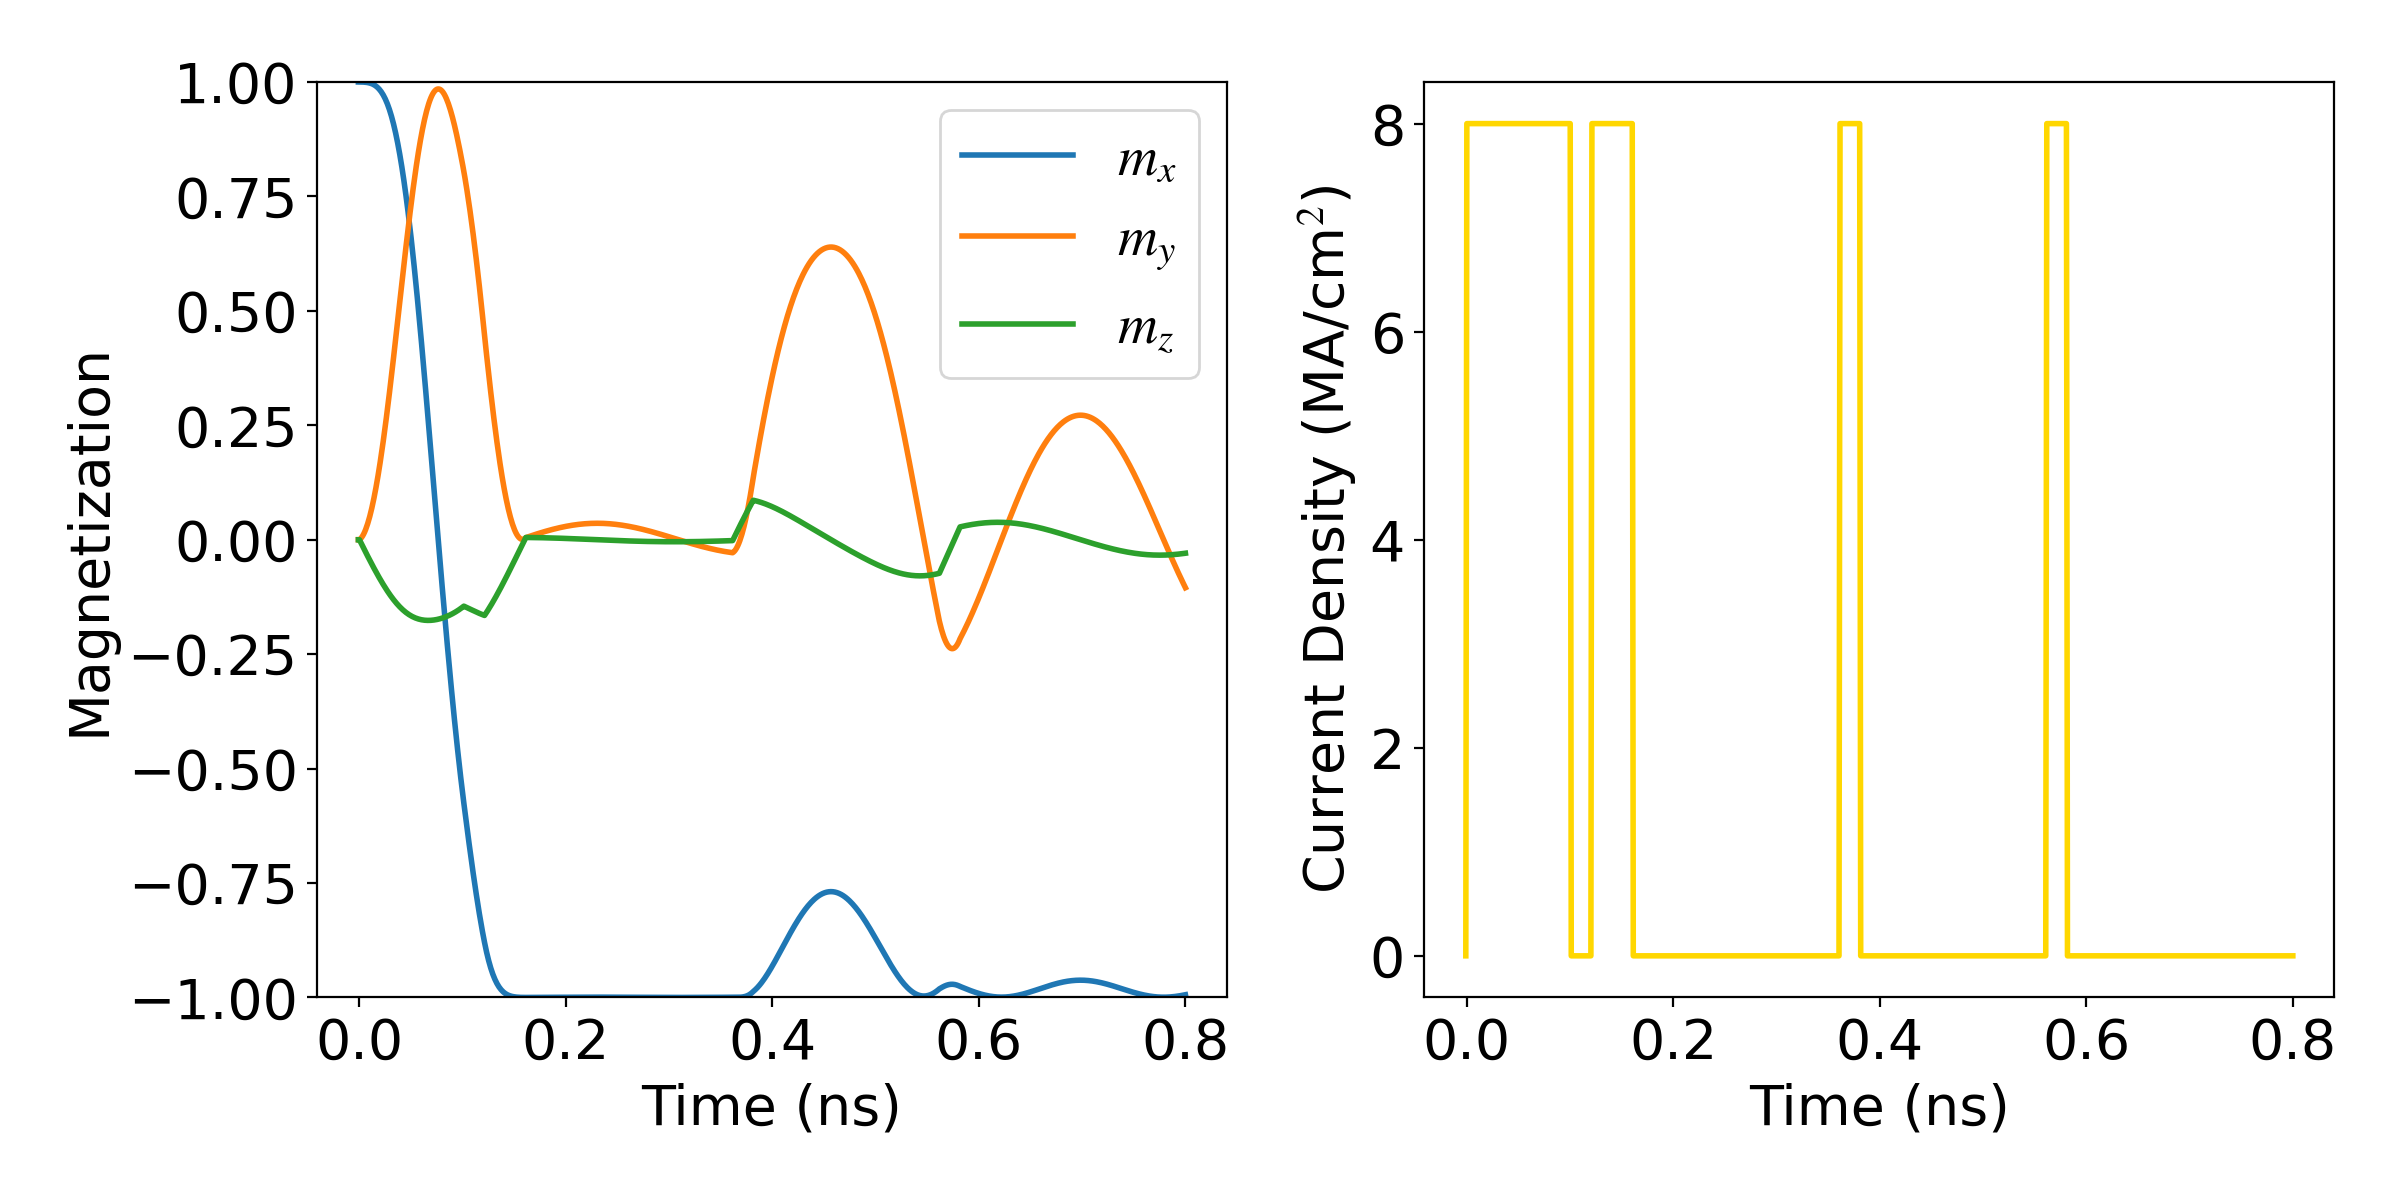 Magnetization
1.00
0.75
0.50
0.25
0.00
−0.25
−0.50
−0.75
−1.00
0.0 0.2 0.4 0.6 0.8
Time (ns)
m_x
m_y
m_z
Current Density (MA/cm²)
8
6
4
2
0
0.0 0.2 0.4 0.6 0.8
Time (ns)